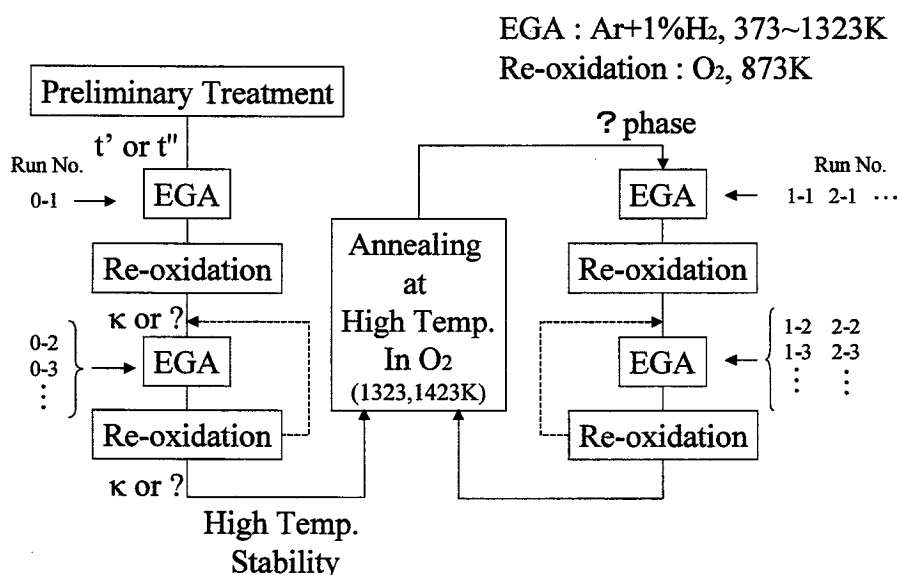 EGA : Ar+1%H2, 373~1323K
Re-oxidation : O2, 873K
Preliminary Treatment
t' or t"
Run No.
0-1
EGA
Re-oxidation
κ or ?
0-2
0-3
⋮
EGA
Re-oxidation
κ or ?
High Temp.
Stability
Annealing
at
High Temp.
In O2
(1323,1423K)
? phase
Run No.
1-1 2-1 ⋯
EGA
Re-oxidation
EGA
1-2 2-2
1-3 2-3
⋮ ⋮
Re-oxidation